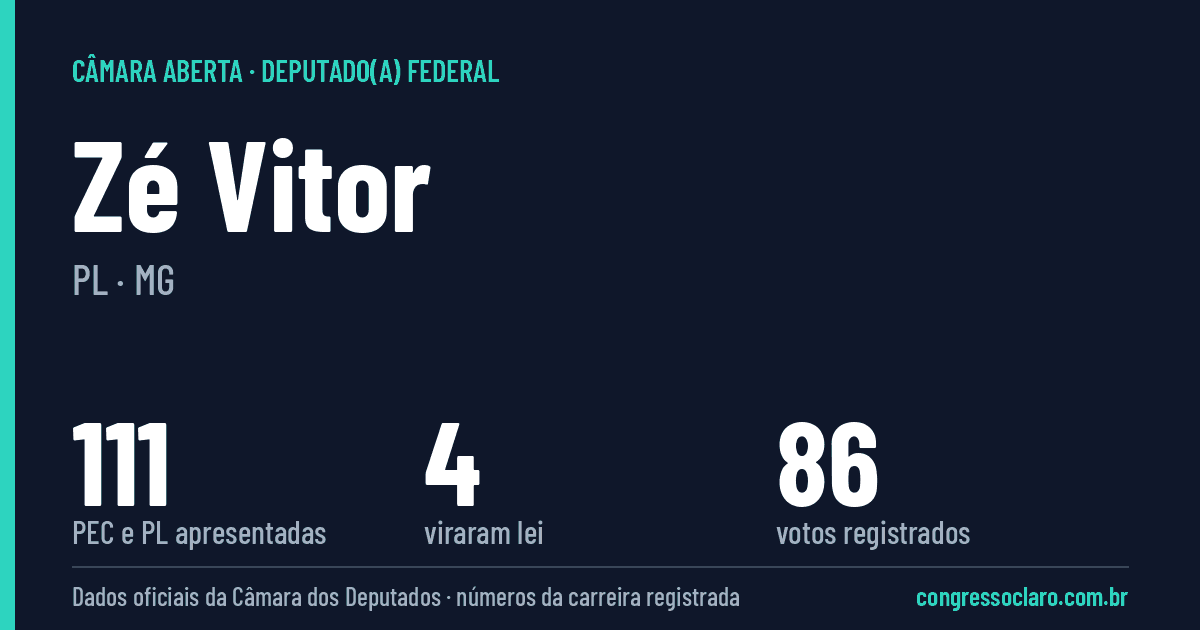 CÂMARA ABERTA · DEPUTADO(A) FEDERAL
Zé Vitor
PL · MG
111
PEC e PL apresentadas
4
viraram lei
86
votos registrados
Dados oficiais da Câmara dos Deputados · números da carreira registrada
congressoclaro.com.br